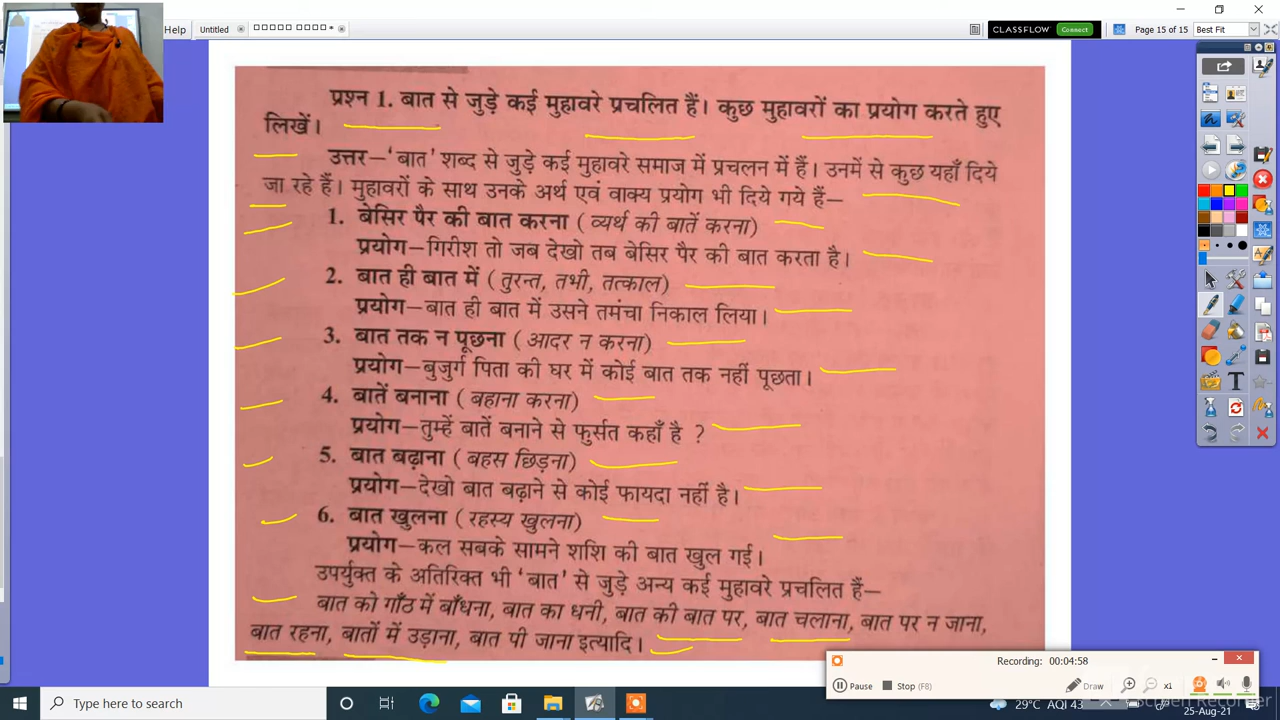 Help
Untitled
CLASSFLOW Connect
Page 15 of 15
Best Fit
प्रश्न 1. बात से जुड़े कई मुहावरे प्रचलित हैं। कुछ मुहावरों का प्रयोग करते हुए
लिखें।
उत्तर–‘बात’ शब्द से जुड़े कई मुहावरे समाज में प्रचलन में हैं। उनमें से कुछ यहाँ दिये
जा रहे हैं। मुहावरों के साथ उनके अर्थ एवं वाक्य प्रयोग भी दिये गये हैं–
1. बेसिर पैर की बात करना (व्यर्थ की बातें करना)
प्रयोग–गिरीश तो जब देखो तब बेसिर पैर की बात करता है।
2. बात ही बात में (तुरन्त, तभी, तत्काल)
प्रयोग–बात ही बात में उसने तमंचा निकाल लिया।
3. बात तक न पूछना (आदर न करना)
प्रयोग–बुजुर्ग पिता की घर में कोई बात तक नहीं पूछता।
4. बातें बनाना (बहाना करना)
प्रयोग–तुम्हें बातें बनाने से फुर्सत कहाँ है ?
5. बात बढ़ाना (बहस छिड़ना)
प्रयोग–देखो बात बढ़ाने से कोई फायदा नहीं है।
6. बात खुलना (रहस्य खुलना)
प्रयोग–कल सबके सामने शशि की बात खुल गई।
उपर्युक्त के अतिरिक्त भी ‘बात’ से जुड़े अन्य कई मुहावरे प्रचलित हैं–
बात को गाँठ में बाँधना, बात का धनी, बात की बात पर, बात चलाना, बात पर न जाना,
बात रहना, बातों में उड़ाना, बात पी जाना इत्यादि।
Recording: 00:04:58
Pause
Stop (F8)
Draw
x1
Type here to search
29°C AQI 43
25-Aug-21